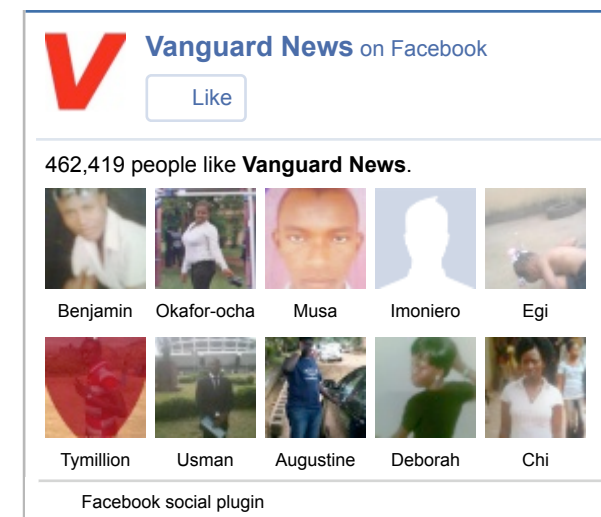 Vanguard News on Facebook
Like
462,419 people like Vanguard News.
Benjamin Okafor-ocha Musa Imoniero Egi
Tymillion Usman Augustine Deborah Chi
Facebook social plugin